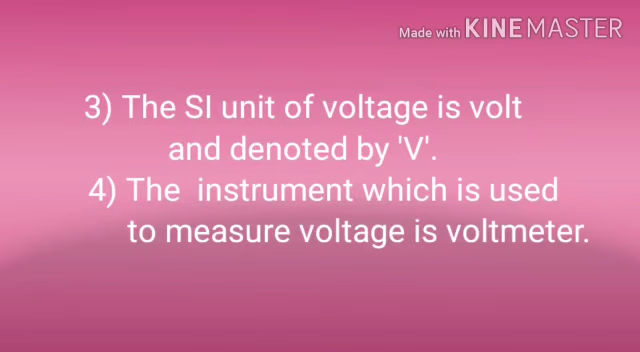 Made with KINEMASTER
3) The SI unit of voltage is volt
and denoted by 'V'.
4) The instrument which is used
to measure voltage is voltmeter.